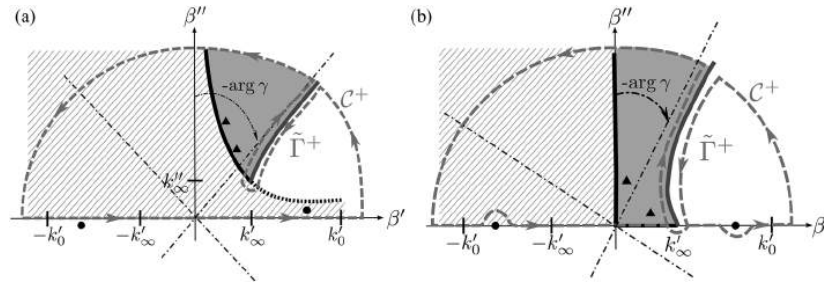 (a)
β''
-arg γ
C⁺
Γ̃⁺
k''∞
-k'₀
-k'∞
k'∞
k'₀
β'
(b)
β''
-arg γ
C⁺
Γ̃⁺
-k'₀
-k'∞
k'∞
k'₀
β